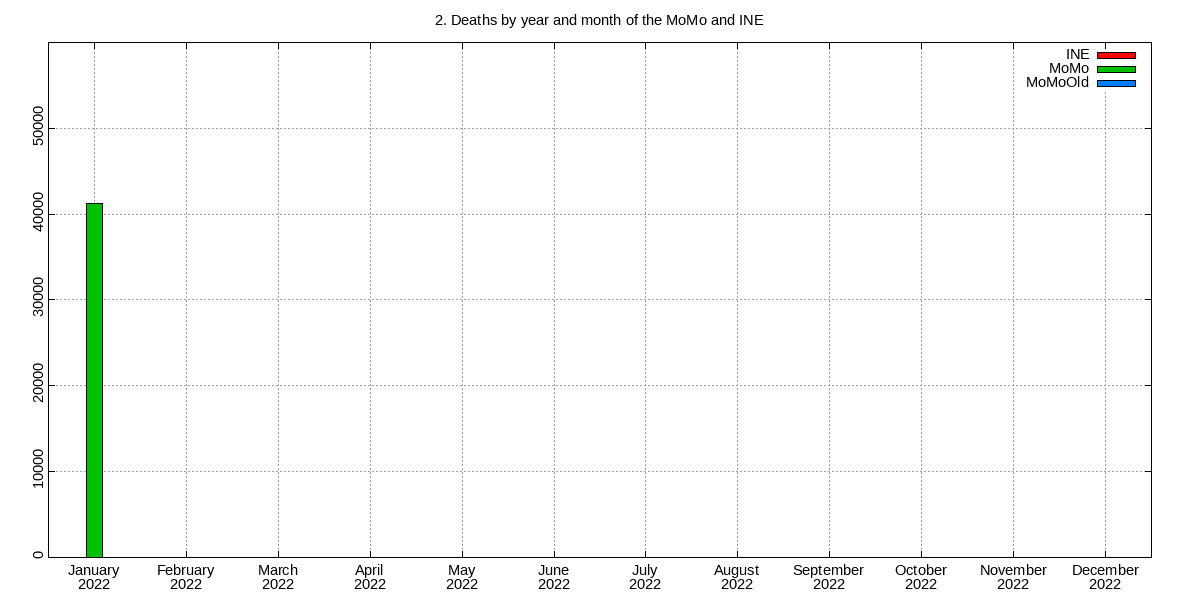 2. Deaths by year and month of the MoMo and INE
INE
MoMo
MoMoOld
50000
40000
30000
20000
10000
0
January February March April May June July August September October November December
2022 2022 2022 2022 2022 2022 2022 2022 2022 2022 2022 2022